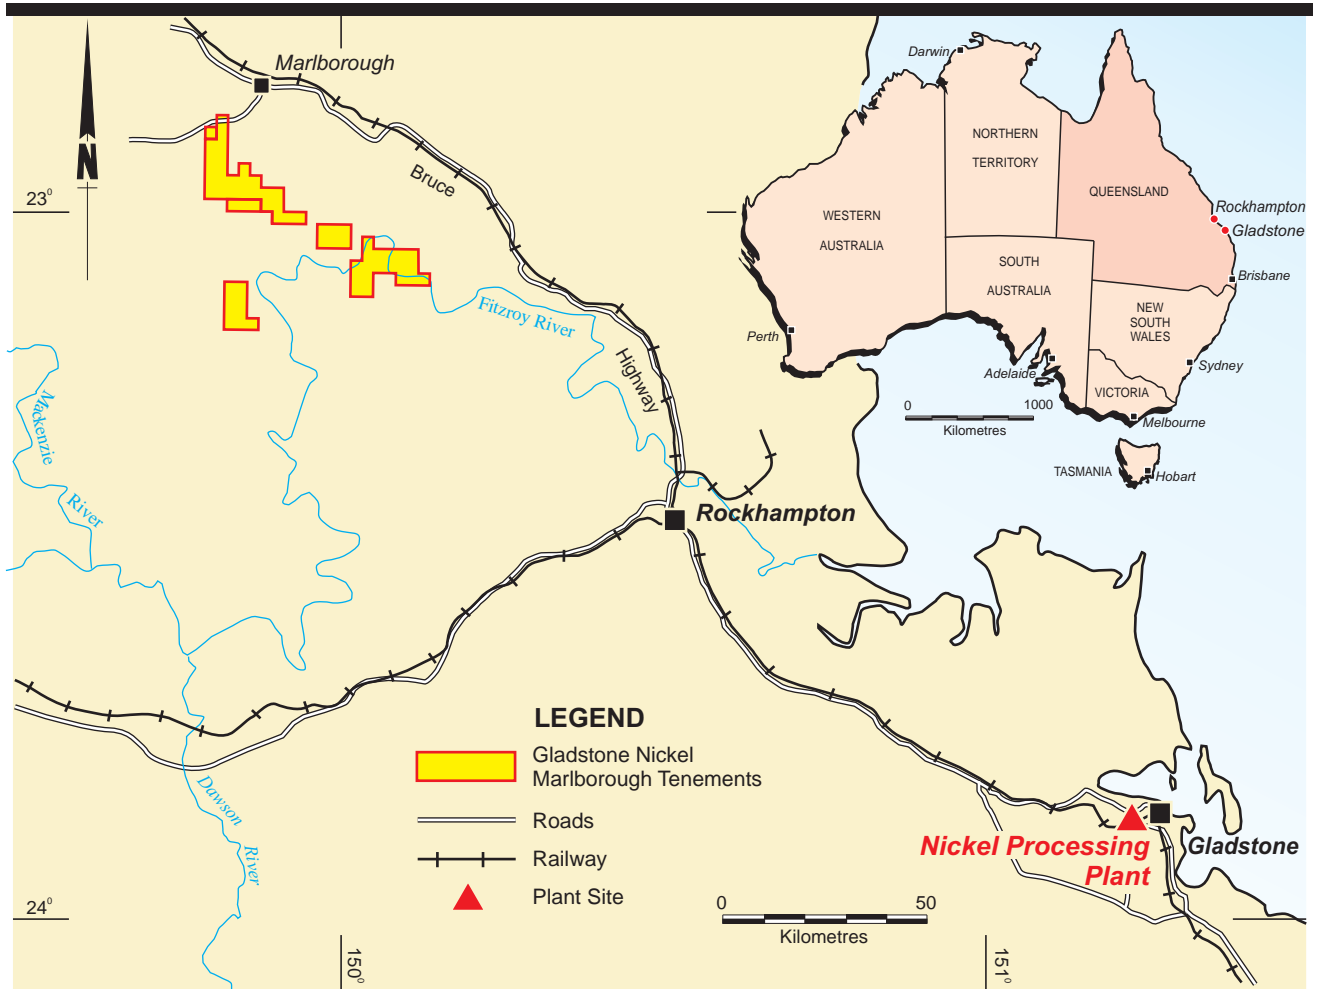 Marlborough
N
23°
Bruce
Highway
Fitzroy River
Mackenzie
River
Rockhampton
Dawson
River
24°
150°
151°
LEGEND
Gladstone Nickel
Marlborough Tenements
Roads
Railway
Plant Site
0 50
Kilometres
Nickel Processing
Plant
Gladstone
Darwin
NORTHERN
TERRITORY
QUEENSLAND
WESTERN
AUSTRALIA
SOUTH
AUSTRALIA
NEW
SOUTH
WALES
VICTORIA
TASMANIA
Rockhampton
Gladstone
Brisbane
Sydney
Melbourne
Hobart
Adelaide
Perth
0 1000
Kilometres